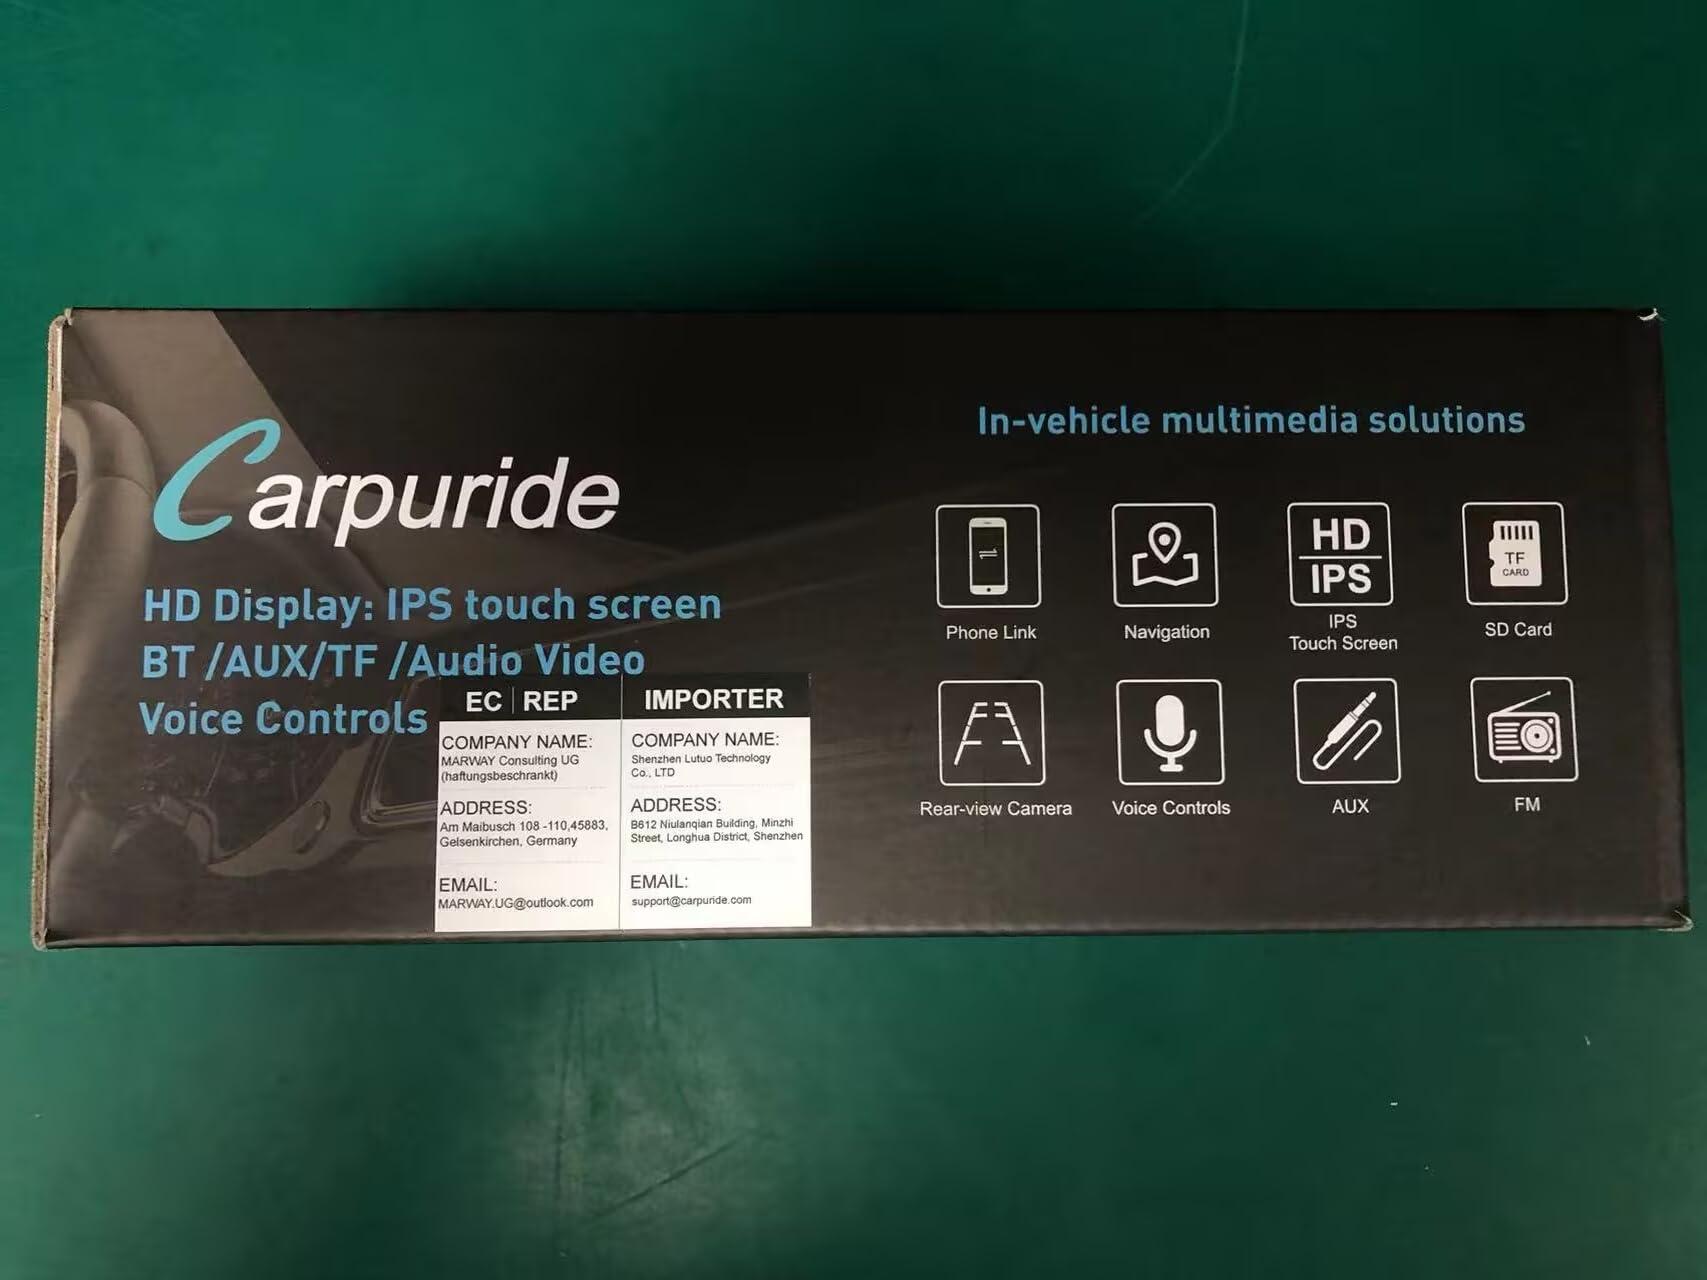 Carpuride
HD Display: IPS touch screen
BT /AUX/TF /Audio Video
Voice Controls
EC | REP
COMPANY NAME:
MARWAY Consulting UG
(haftungsbeschrankt)
ADDRESS:
Am Maibusch 108 -110,45883,
Gelsenkirchen, Germany
EMAIL:
MARWAY.UG@outlook.com
IMPORTER
COMPANY NAME:
Shenzhen Lutuo Technology
Co., LTD
ADDRESS:
B612 Niulanqian Building, Minzhi
Street, Longhua District, Shenzhen
EMAIL:
support@carpuride.com
In-vehicle multimedia solutions
Phone Link
Navigation
HD
IPS
IPS
Touch Screen
TF
CARD
SD Card
Rear-view Camera
Voice Controls
AUX
FM